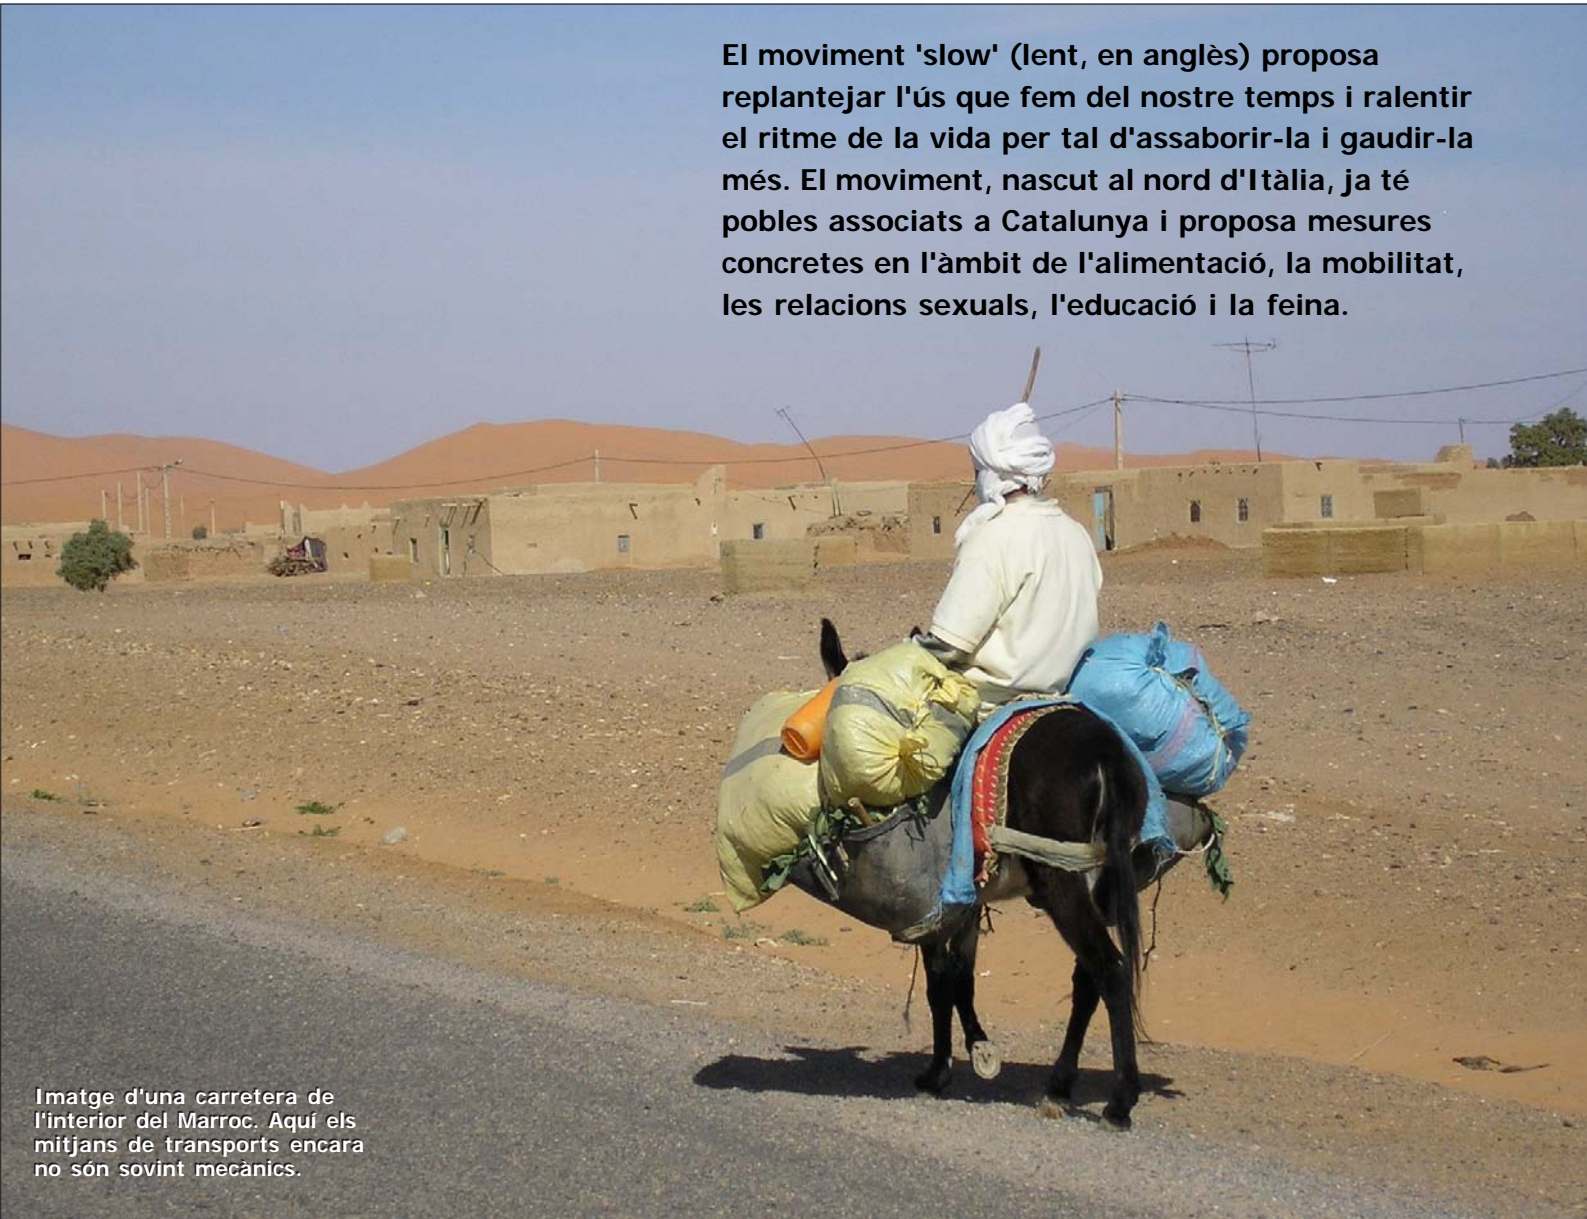 El moviment 'slow' (lent, en anglès) proposa
replantejar l'ús que fem del nostre temps i ralentir
el ritme de la vida per tal d'assaborir-la i gaudir-la
més. El moviment, nascut al nord d'Itàlia, ja té
pobles associats a Catalunya i proposa mesures
concretes en l'àmbit de l'alimentació, la mobilitat,
les relacions sexuals, l'educació i la feina.
Imatge d'una carretera de
l'interior del Marroc. Aquí els
mitjans de transports encara
no són sovint mecànics.